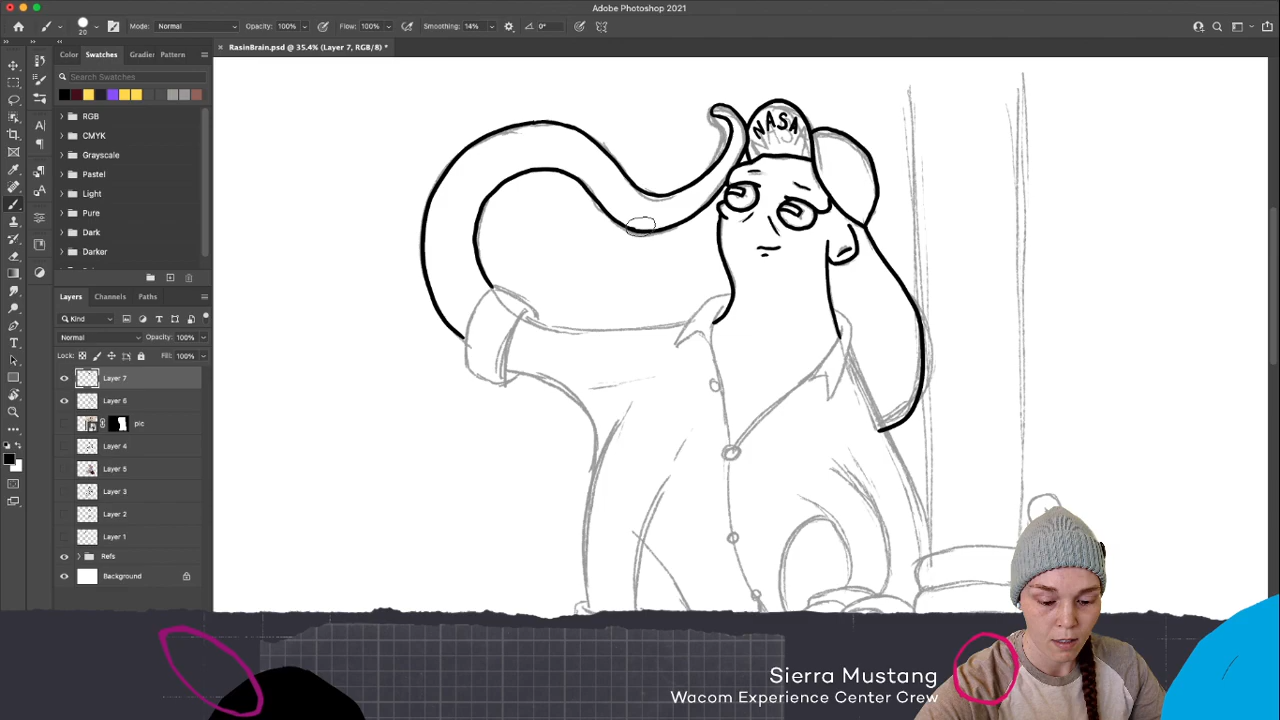 Adobe Photoshop 2021
20 Mode: Normal Opacity: 100% Flow: 100% Smoothing: 14% 0°
RasinBrain.psd @ 35.4% (Layer 7, RGB/8) *
Color Swatches Gradier Pattern
Search Swatches
RGB
CMYK
Grayscale
Pastel
Light
Pure
Dark
Darker
Layers Channels Paths
Kind
Normal Opacity: 100%
Lock: Fill: 100%
Layer 7
Layer 6
pic
Layer 4
Layer 5
Layer 3
Layer 2
Layer 1
Refs
Background
NASA
Sierra Mustang
Wacom Experience Center Crew